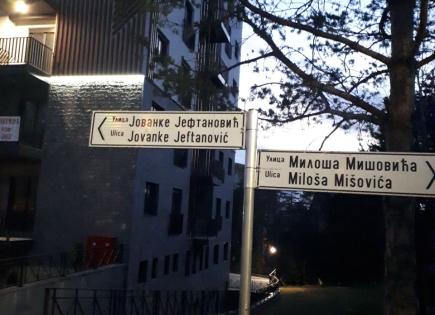 Улица Јованке Јефтановић
Ulica Jovanke Jeftanović
Улица Милоша Мишовића
Ulica Miloša Mišovića